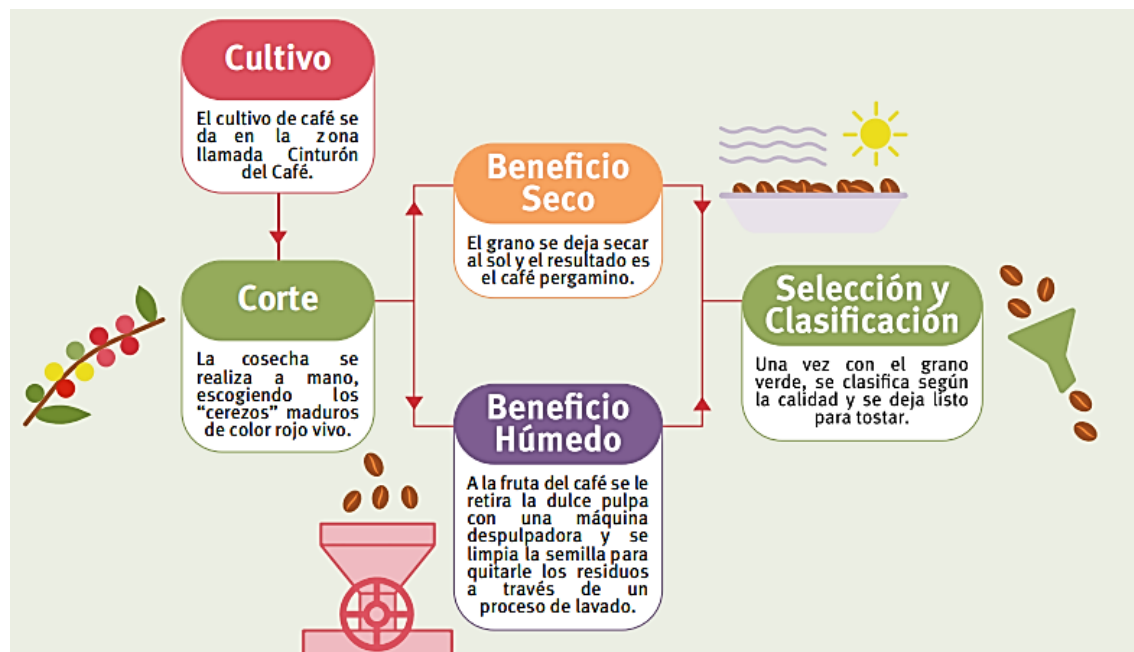 Cultivo
El cultivo de café se
da en la zona
llamada Cinturón
del Café.
Corte
La cosecha se
realiza a mano,
escogiendo los
“cerezos” maduros
de color rojo vivo.
Beneficio
Seco
El grano se deja secar
al sol y el resultado es
el café pergamino.
Beneficio
Húmedo
A la fruta del café se le
retira la dulce pulpa
con una máquina
despulpadora y se
limpia la semilla para
quitarle los residuos
a través de un
proceso de lavado.
Selección y
Clasificación
Una vez con el grano
verde, se clasifica según
la calidad y se deja listo
para tostar.